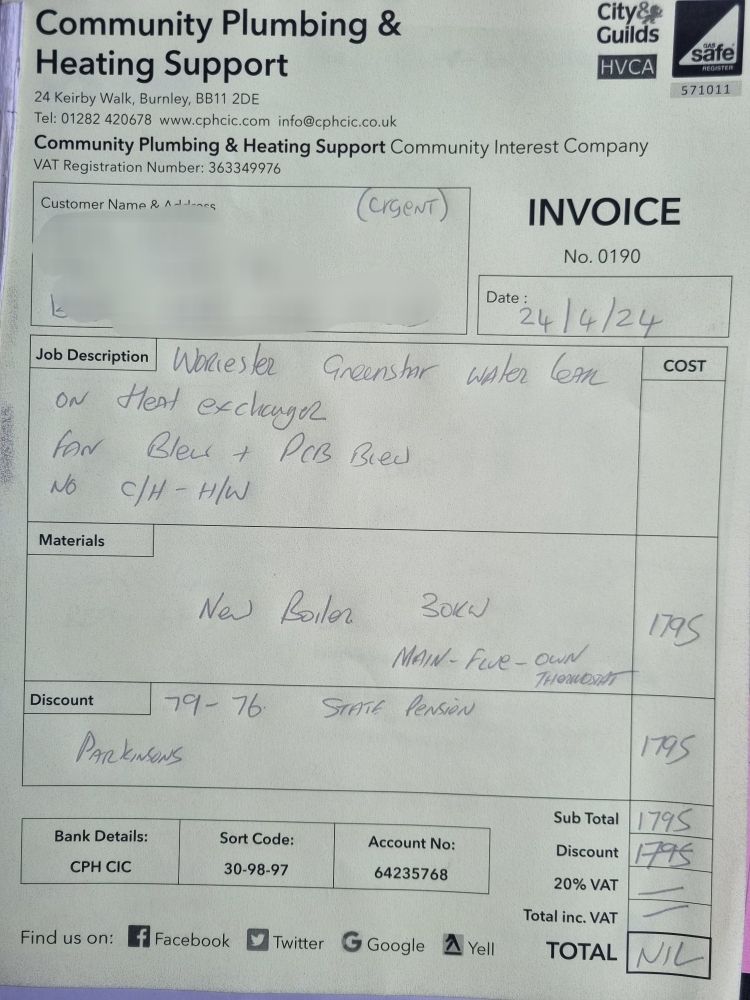 Community Plumbing &
Heating Support
City & Guilds
HVCA
GAS safe REGISTER
571011
24 Keirby Walk, Burnley, BB11 2DE
Tel: 01282 420678 www.cphcic.com info@cphcic.co.uk
Community Plumbing & Heating Support Community Interest Company
VAT Registration Number: 363349976
Customer Name & Address
(UrgeNT)
INVOICE
No. 0190
Date : 24/4/24
Job Description Worcester Greenstar water leak
COST
ON Heat exchanger
FAN Blew + PCB Blew
NO C/H - H/W
Materials
New Boiler 30KW
1795
MAIN - Flue - OWN
THERMOSTAT
Discount 79-76 STATE PENSION
PARKINSONS
1795
Sub Total 1795
Discount 1795
20% VAT —
Total inc. VAT —
TOTAL NIL
Bank Details: Sort Code: Account No:
CPH CIC 30-98-97 64235768
Find us on: Facebook Twitter Google Yell